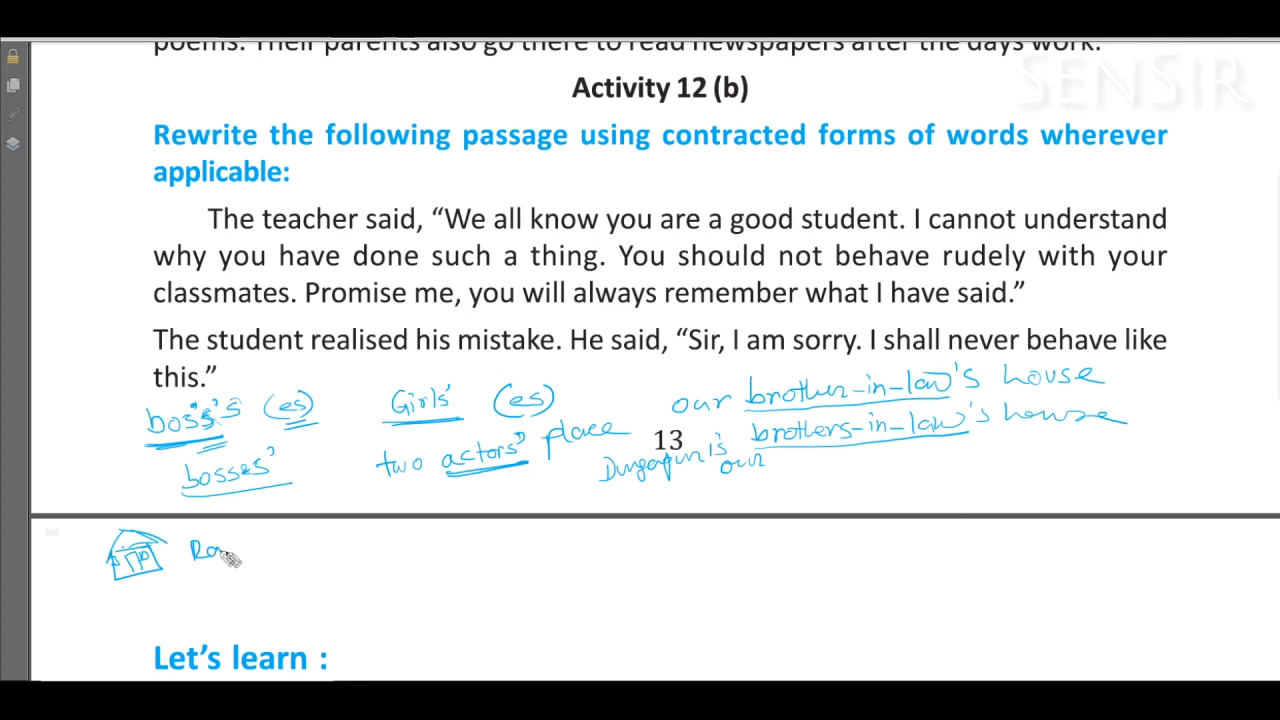 poems. Their parents also go there to read newspapers after the days work.
SENSIR
Activity 12 (b)
Rewrite the following passage using contracted forms of words wherever
applicable:
The teacher said, “We all know you are a good student. I cannot understand
why you have done such a thing. You should not behave rudely with your
classmates. Promise me, you will always remember what I have said.”
The student realised his mistake. He said, “Sir, I am sorry. I shall never behave like
this.”
boss's (es) Girls' (es) our brother-in-law's house
bosses' two actors' place 13 brothers-in-law's house
our
Let’s learn :